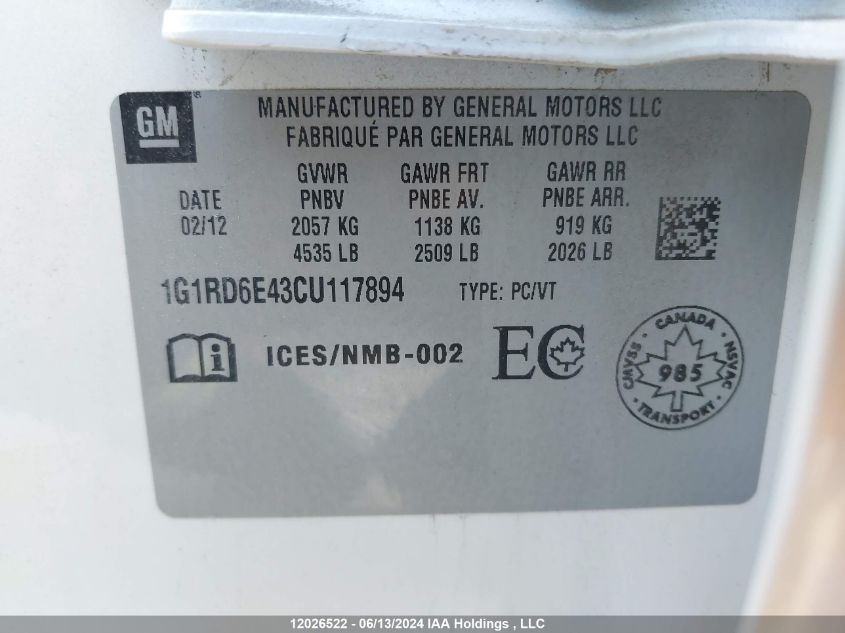 GM
MANUFACTURED BY GENERAL MOTORS LLC
FABRIQUÉ PAR GENERAL MOTORS LLC
GVWR GAWR FRT GAWR RR
DATE PNBV PNBE AV. PNBE ARR.
02/12 2057 KG 1138 KG 919 KG
4535 LB 2509 LB 2026 LB
1G1RD6E43CU117894 TYPE: PC/VT
i ICES/NMB-002 EC
CANADA
CMVSS 985 NSVAC
TRANSPORT
12026522 - 06/13/2024 IAA Holdings , LLC